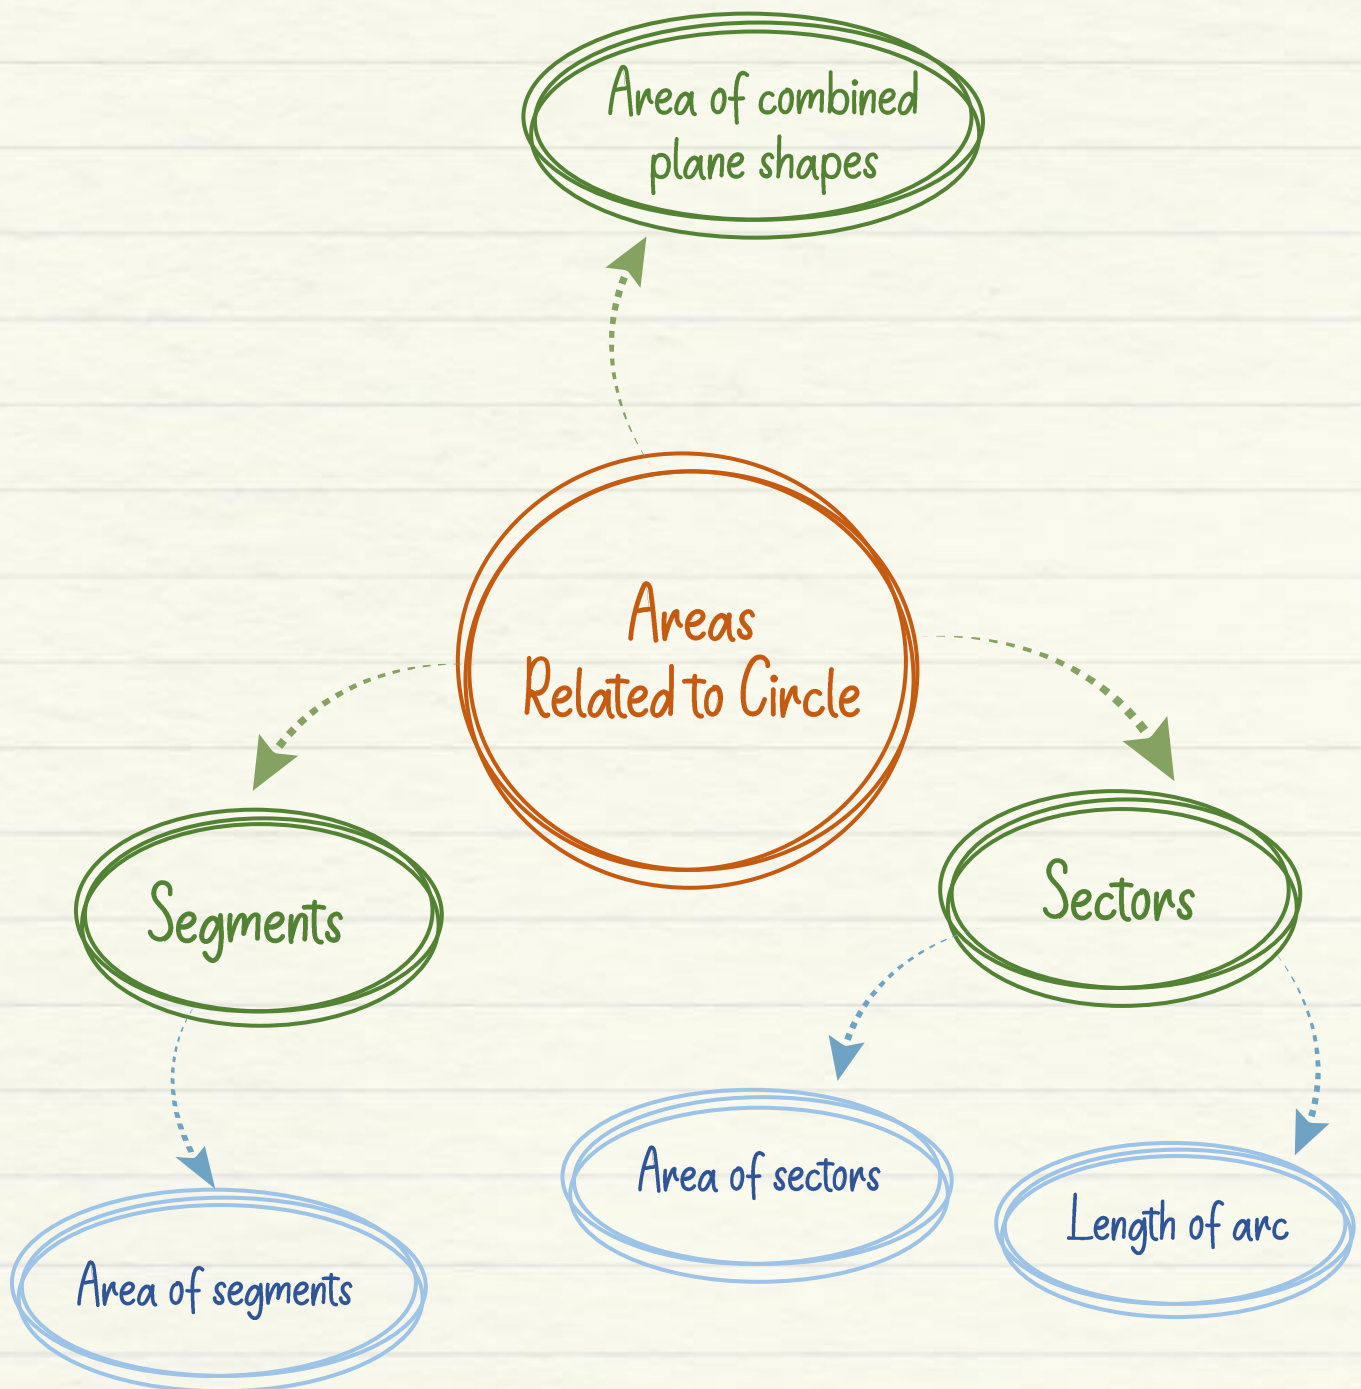 Area of combined
plane shapes
Areas
Related to Circle
Segments
Sectors
Area of sectors
Length of arc
Area of segments